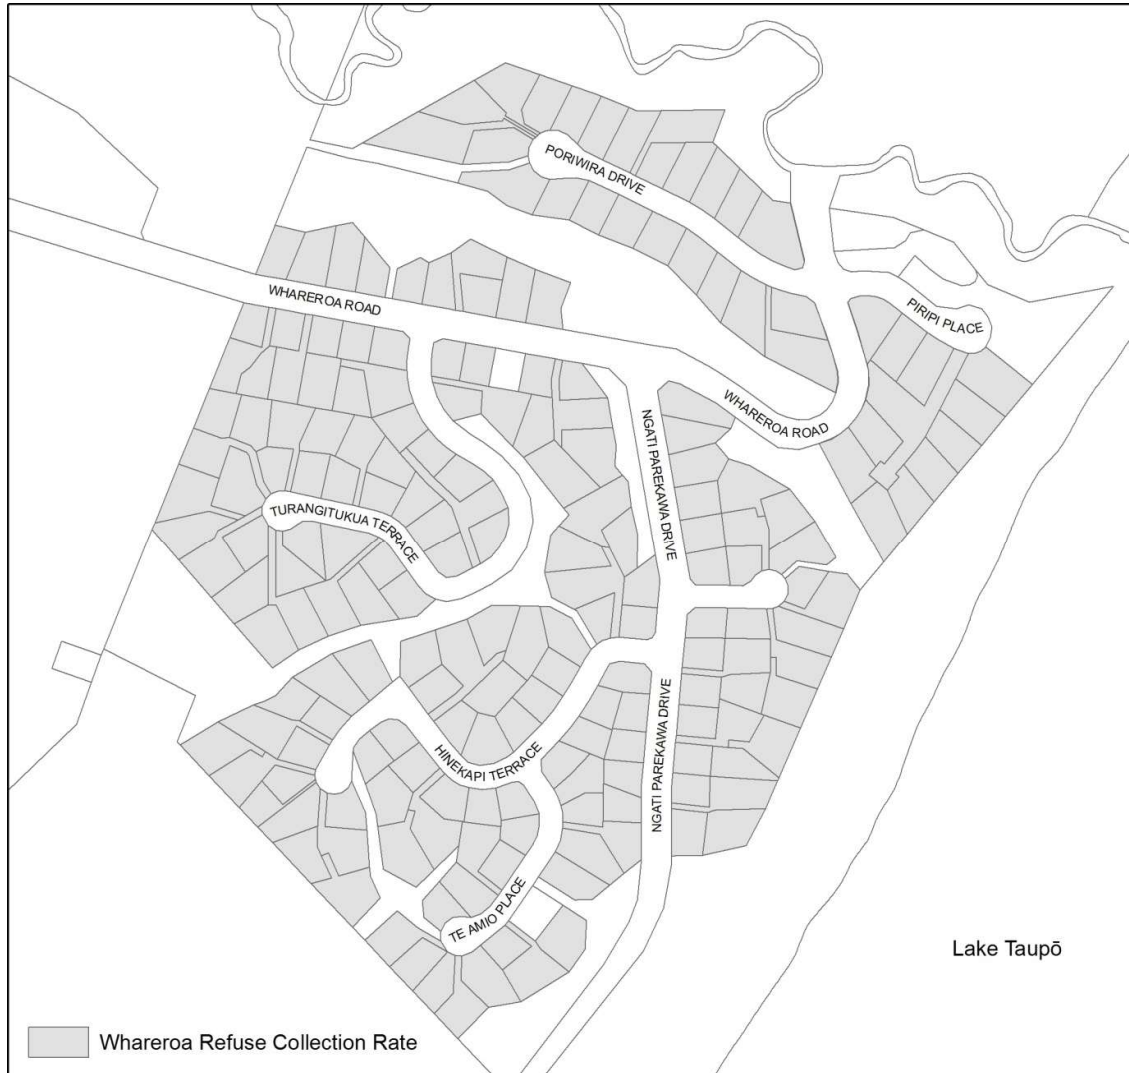 PORIWIRA DRIVE
WHAREROA ROAD
PIRIPI PLACE
WHAREROA ROAD
NGATI PAREKAWA DRIVE
TURANGITUKUA TERRACE
NGATI PAREKAWA DRIVE
HINEKAPI TERRACE
TE AMIO PLACE
Lake Taupō
Whareroa Refuse Collection Rate